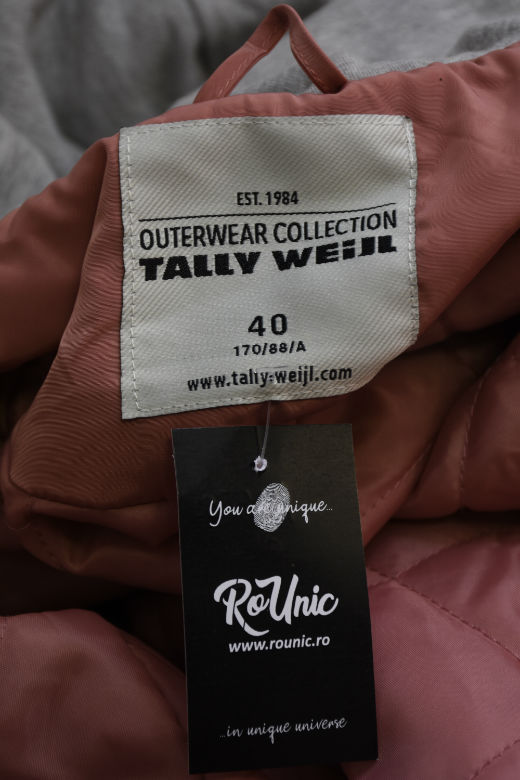 EST. 1984
OUTERWEAR COLLECTION
TALLY WEiJL
40
170/88/A
www.tally-weijl.com
You are unique...
RoUnic
www.rounic.ro
...in unique universe